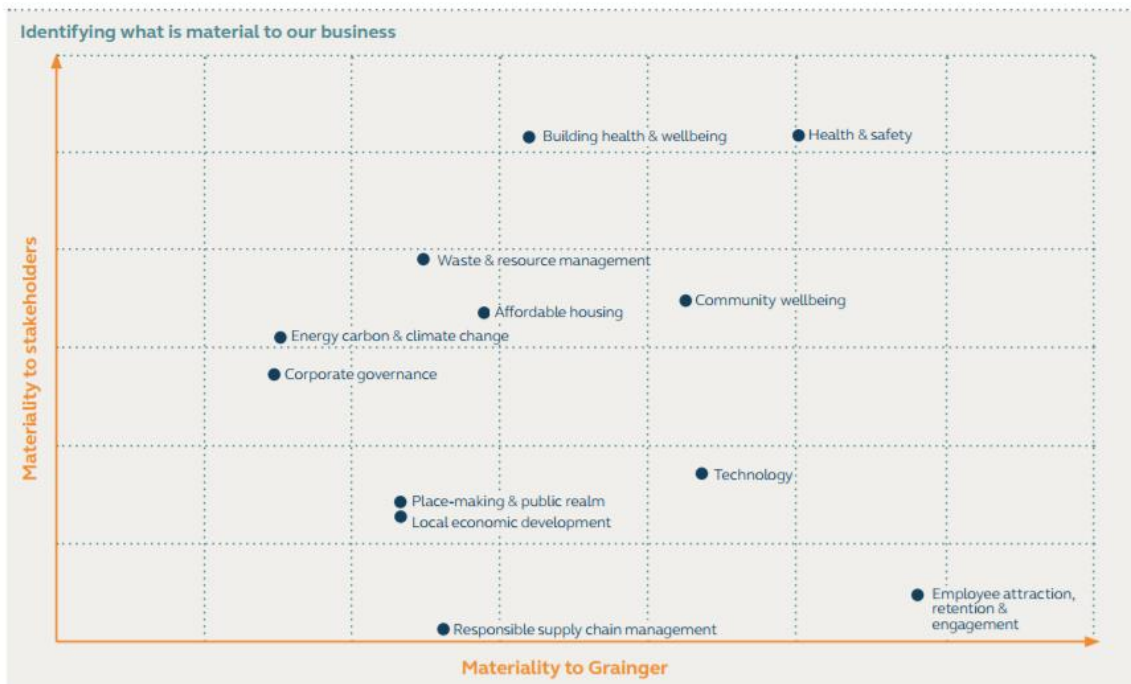 Identifying what is material to our business
Building health & wellbeing
Health & safety
Waste & resource management
Community wellbeing
Affordable housing
Energy carbon & climate change
Corporate governance
Technology
Place-making & public realm
Local economic development
Employee attraction,
retention &
engagement
Responsible supply chain management
Materiality to stakeholders
Materiality to Grainger